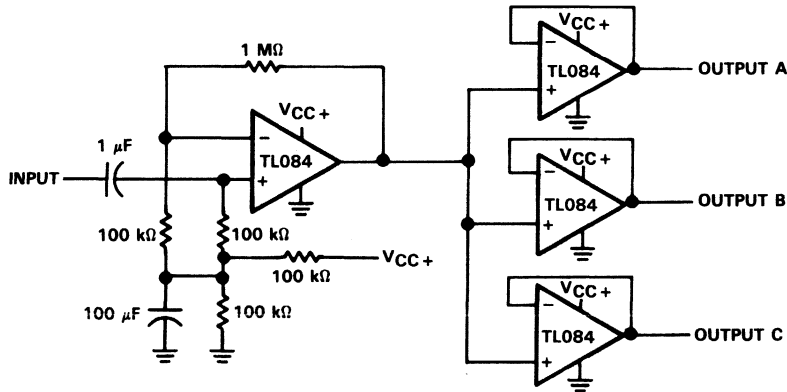 1 MΩ
VCC+
TL084
1 μF
INPUT
100 kΩ
100 kΩ
100 kΩ
VCC+
100 μF
100 kΩ
VCC+
TL084
OUTPUT A
VCC+
TL084
OUTPUT B
VCC+
TL084
OUTPUT C
−
+
−
+
−
+
−
+